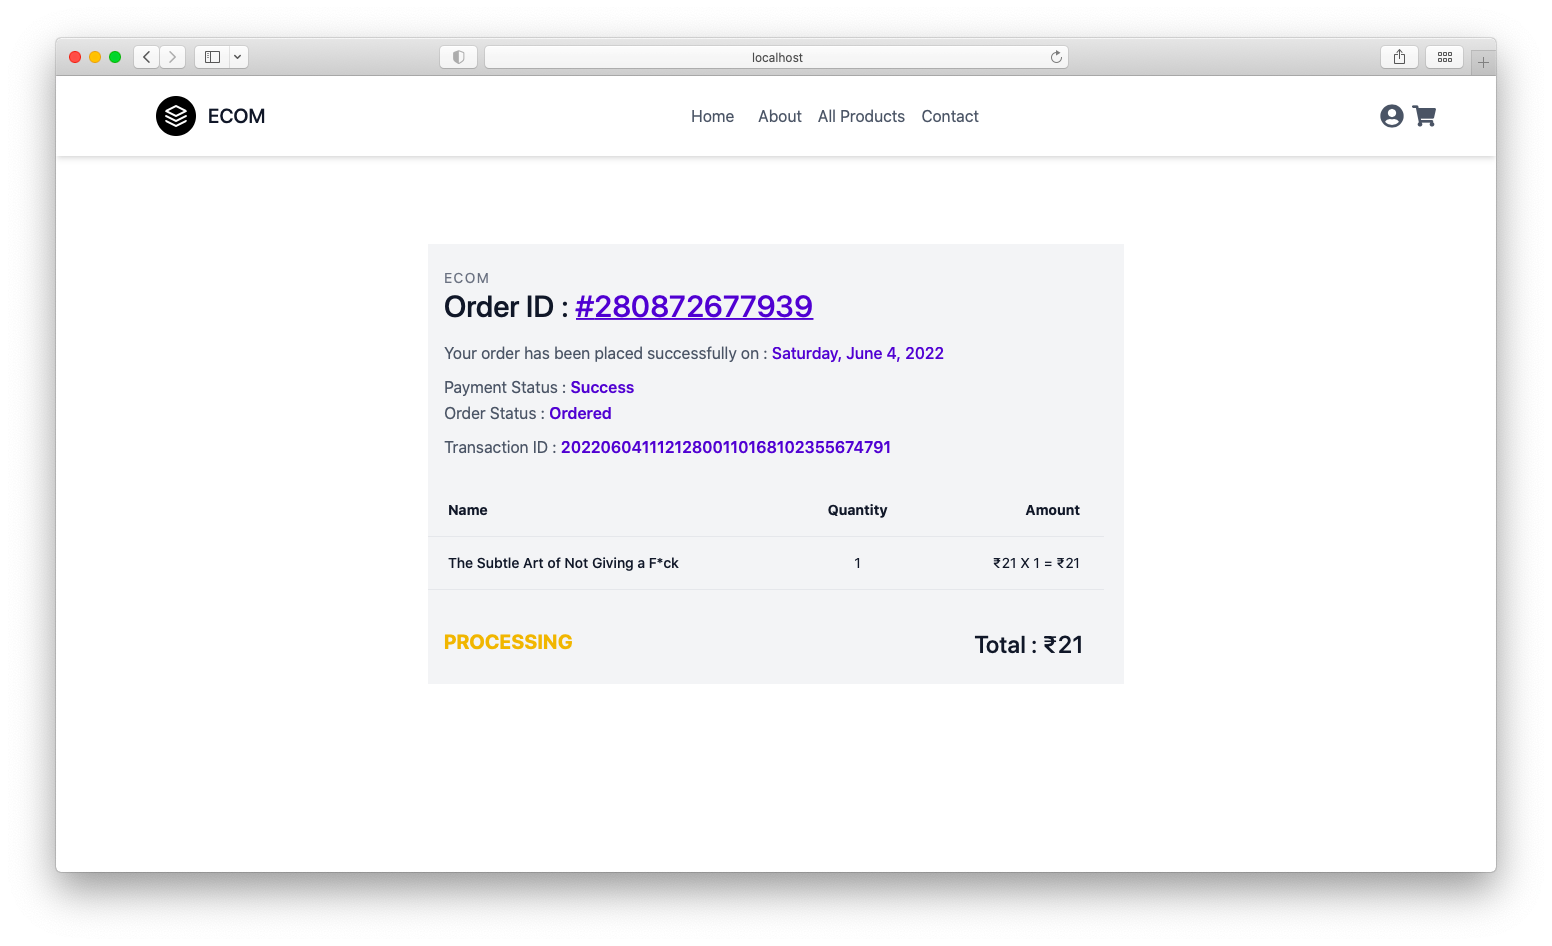 localhost
ECOM
Home About All Products Contact
ECOM
Order ID : #280872677939
Your order has been placed successfully on : Saturday, June 4, 2022
Payment Status : Success
Order Status : Ordered
Transaction ID : 20220604111212800110168102355674791
Name Quantity Amount
The Subtle Art of Not Giving a F*ck 1 ₹21 X 1 = ₹21
PROCESSING Total : ₹21